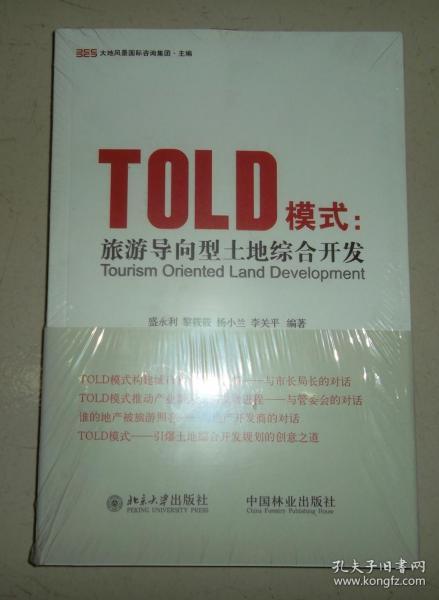 BES 大地风景国际咨询集团·主编
TOLD 模式:
旅游导向型土地综合开发
Tourism Oriented Land Development
盛永利 黎筱筱 杨小兰 李关平 编著
TOLD模式构建城 ——与市长局长的对话
TOLD模式推动产业 进程——与管委会的对话
谁的地产被旅游照 产开发商的对话
TOLD模式——引爆土地综合开发规划的创意之道
北京大学出版社
PEKING UNIVERSITY PRESS
中国林业出版社
China Forestry Publishing House
孔夫子旧书网
www.kongfz.com